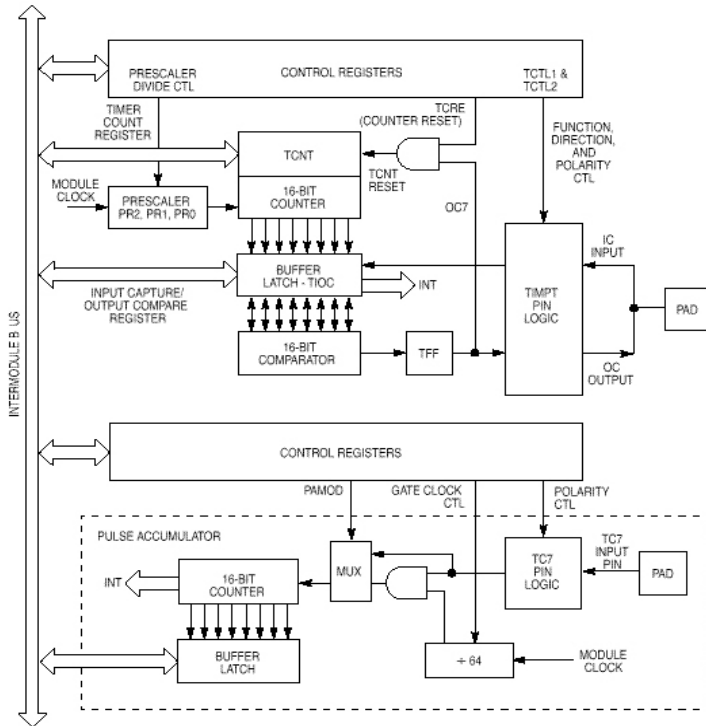 PRESCALER
DIVIDE CTL
CONTROL REGISTERS
TCTL1 &
TCTL2
TIMER
COUNT
REGISTER
TCRE
(COUNTER RESET)
FUNCTION,
DIRECTION,
AND
POLARITY
CTL
TCNT
TCNT
RESET
MODULE
CLOCK
PRESCALER
PR2, PR1, PR0
16-BIT
COUNTER
OC7
IC
INPUT
BUFFER
LATCH - TIOC
INT
TIMPT
PIN
LOGIC
PAD
INPUT CAPTURE/
OUTPUT COMPARE
REGISTER
16-BIT
COMPARATOR
TFF
OC
OUTPUT
INTERMODULE B US
CONTROL REGISTERS
PAMOD
GATE CLOCK
CTL
POLARITY
CTL
PULSE ACCUMULATOR
INT
16-BIT
COUNTER
MUX
TC7
PIN
LOGIC
TC7
INPUT
PIN
PAD
BUFFER
LATCH
÷ 64
MODULE
CLOCK